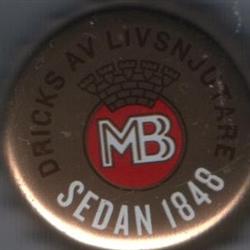 DRICKS AV LIVSNJUTARE
MB
SEDAN 1848